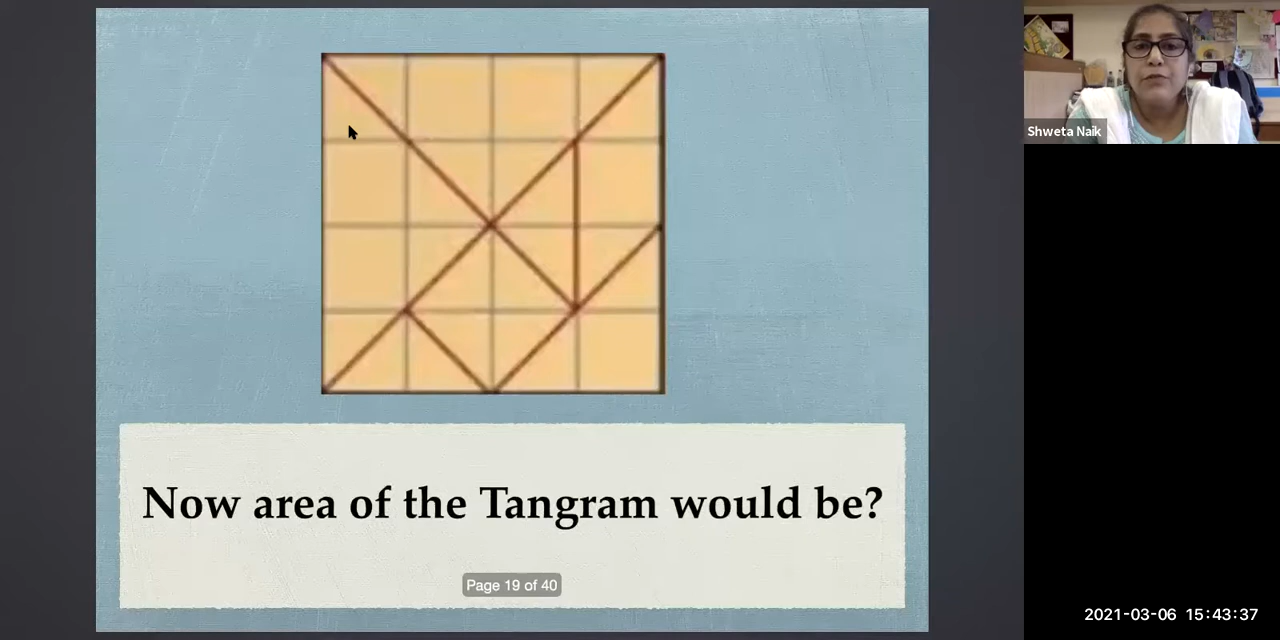 Shweta Naik
Now area of the Tangram would be?
Page 19 of 40
2021-03-06 15:43:37